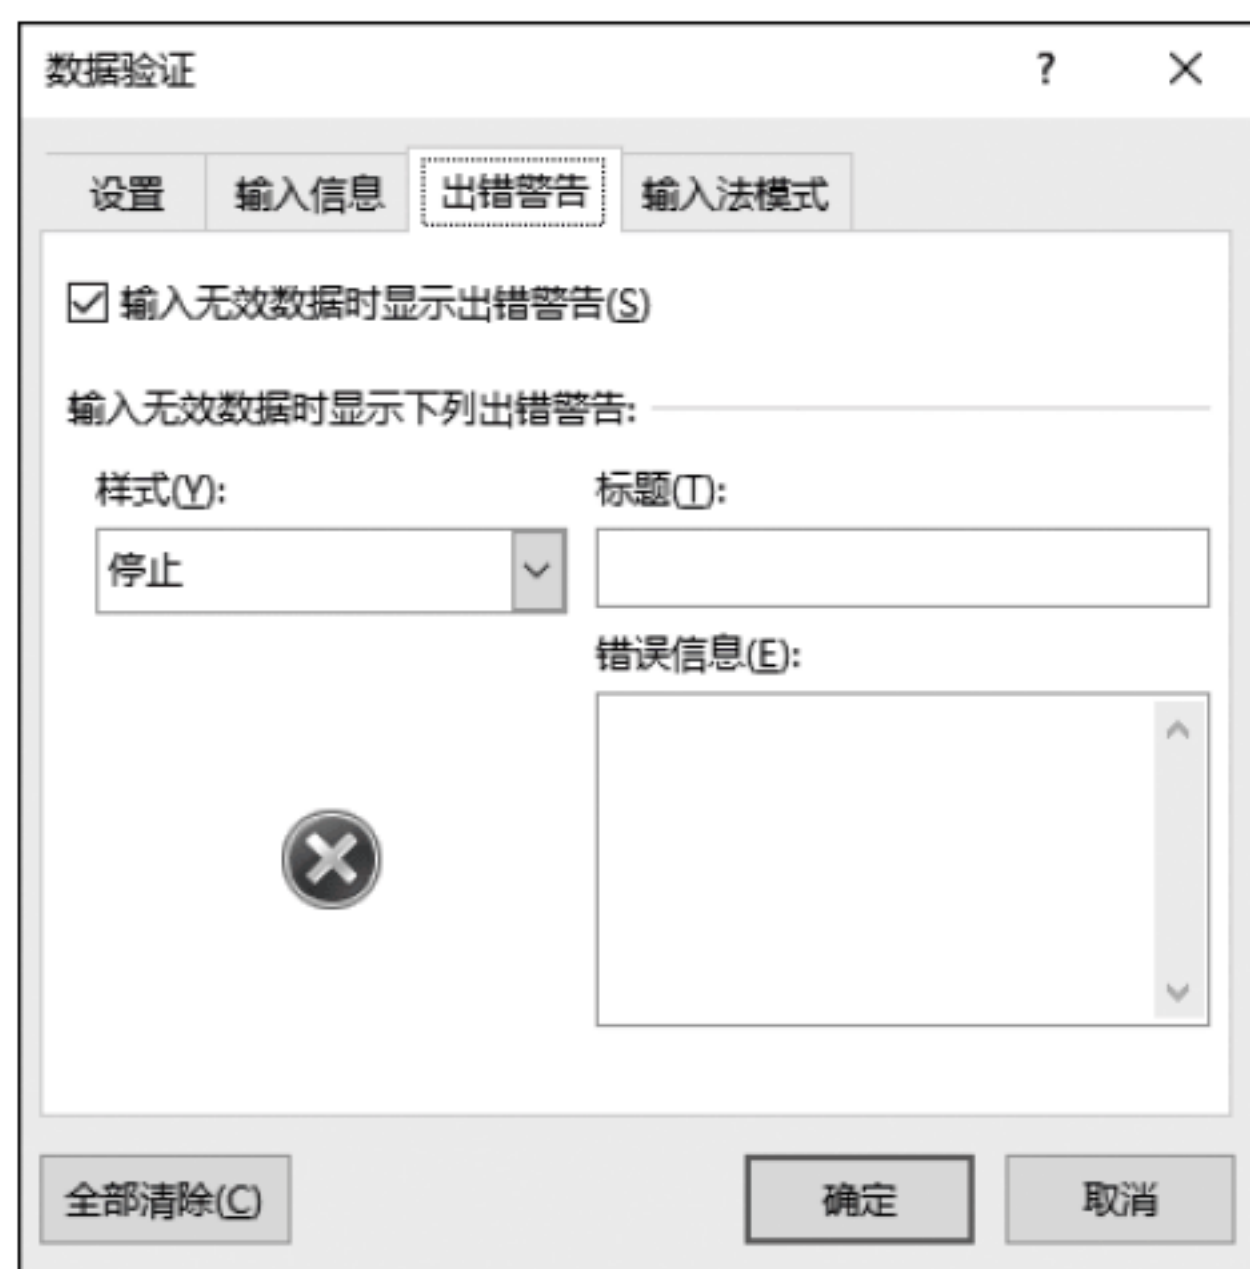 数据验证 ?
设置 输入信息 出错警告 输入法模式
输入无效数据时显示出错警告(S)
输入无效数据时显示下列出错警告:
样式(Y): 标题(T):
停止
错误信息(E):
全部清除(C) 确定 取消